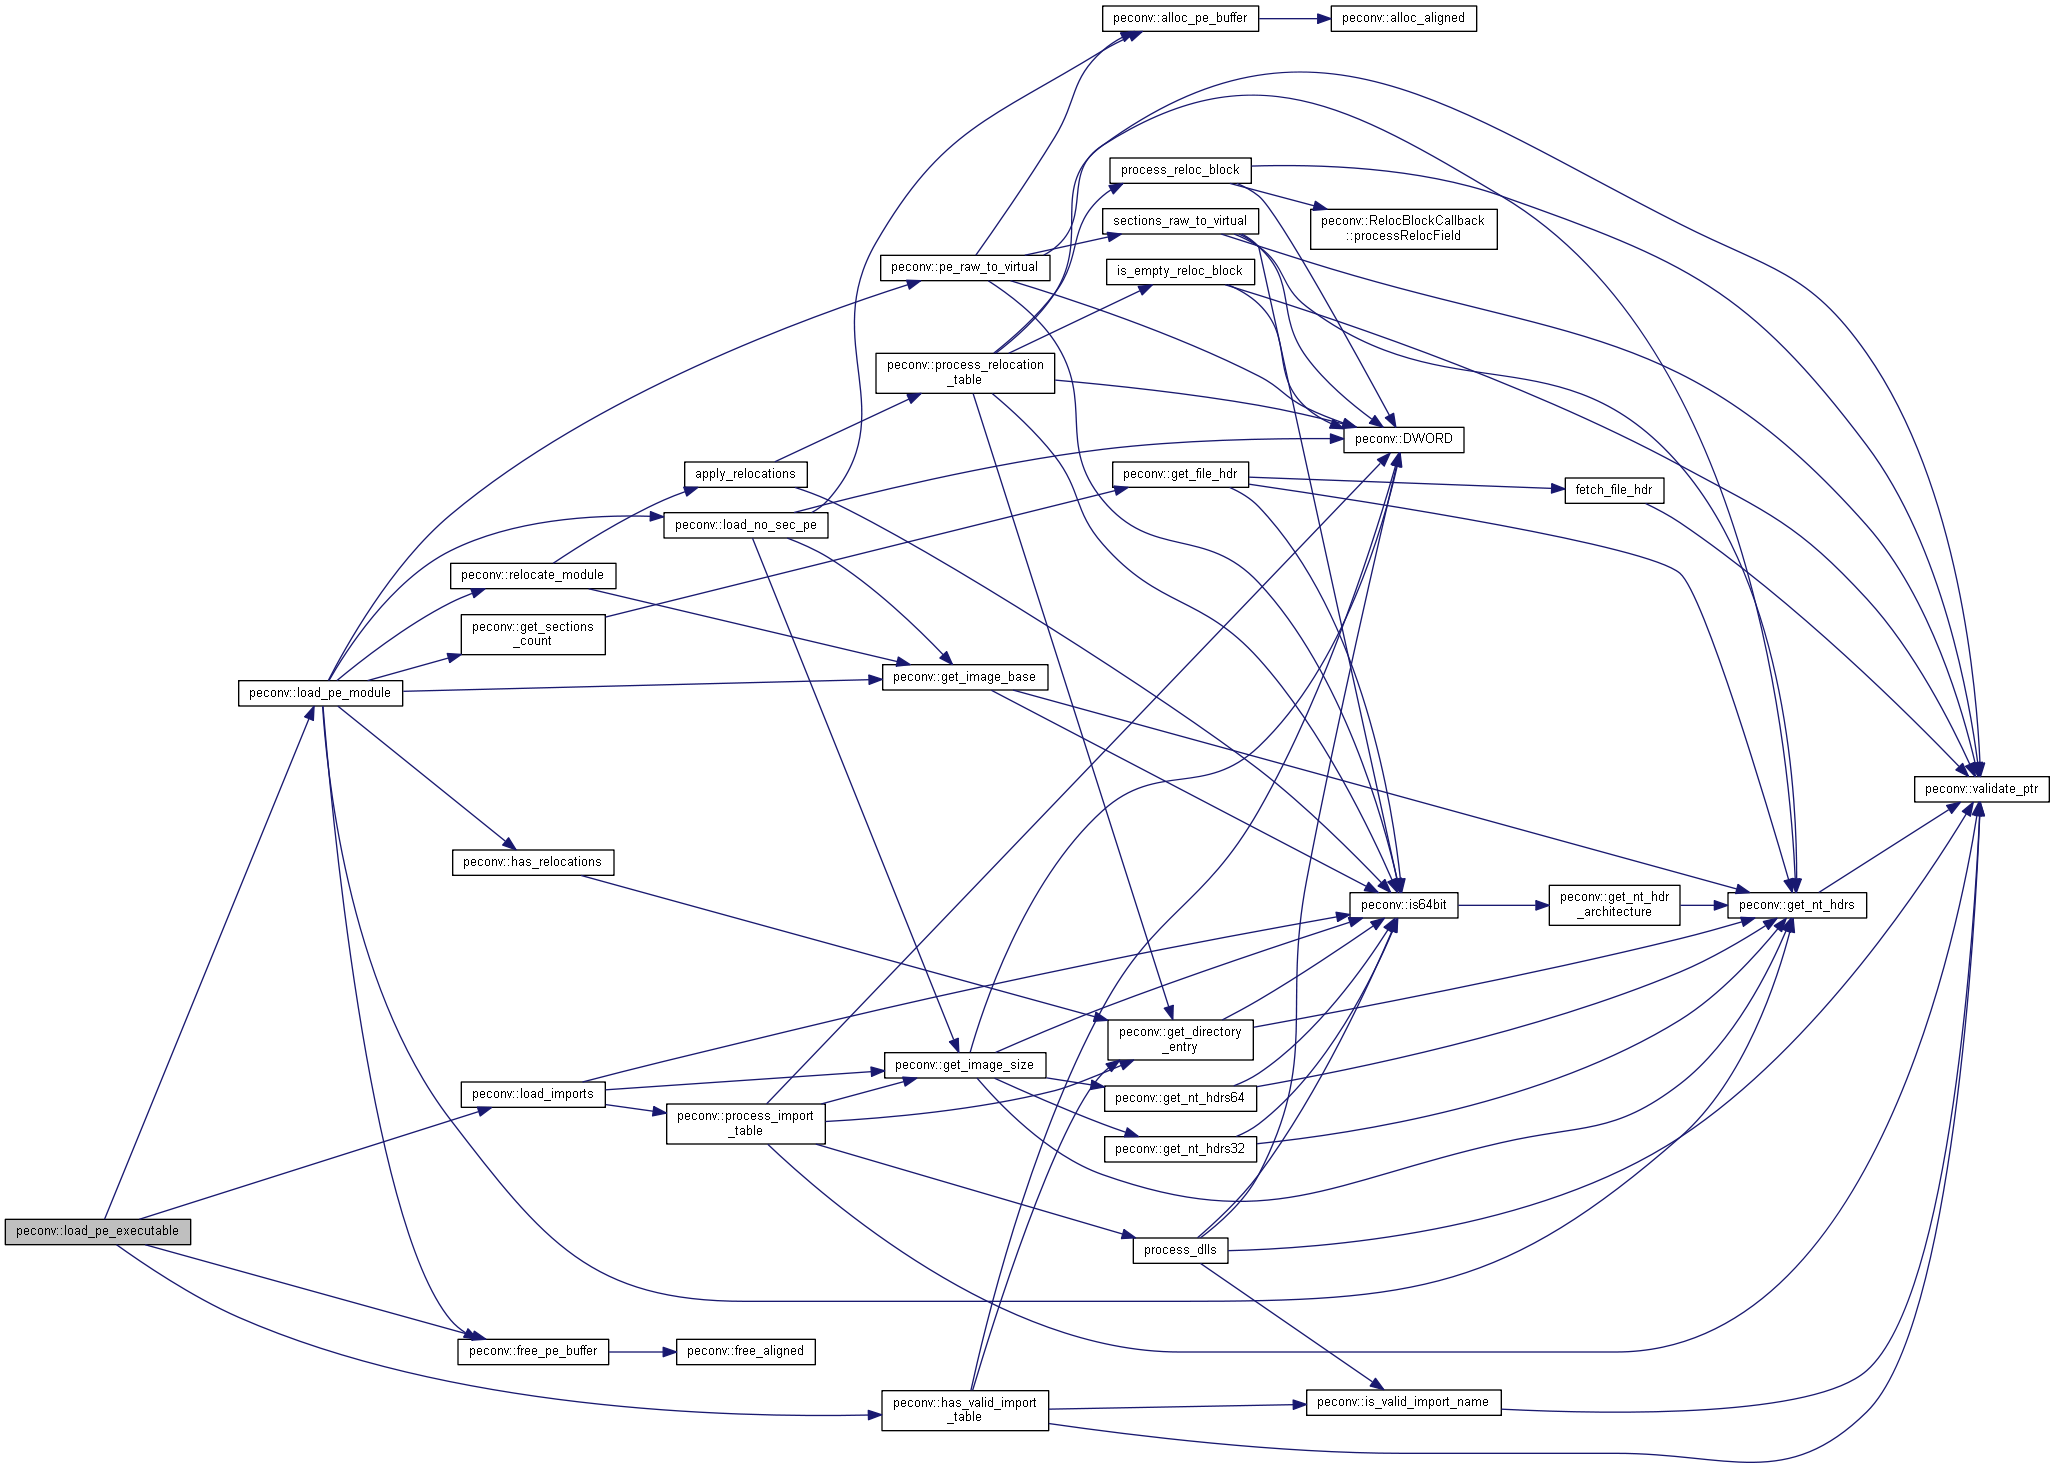 peconv::alloc_pe_buffer
peconv::alloc_aligned
process_reloc_block
sections_raw_to_virtual
peconv::RelocBlockCallback
::processRelocField
peconv::pe_raw_to_virtual
is_empty_reloc_block
peconv::process_relocation
_table
peconv::DWORD
apply_relocations
peconv::get_file_hdr
fetch_file_hdr
peconv::load_no_sec_pe
peconv::relocate_module
peconv::get_sections
_count
peconv::get_image_base
peconv::load_pe_module
peconv::validate_ptr
peconv::has_relocations
peconv::is64bit
peconv::get_nt_hdr
_architecture
peconv::get_nt_hdrs
peconv::get_directory
_entry
peconv::get_image_size
peconv::load_imports
peconv::get_nt_hdrs64
peconv::process_import
_table
peconv::get_nt_hdrs32
peconv::load_pe_executable
process_dlls
peconv::free_pe_buffer
peconv::free_aligned
peconv::has_valid_import
_table
peconv::is_valid_import_name